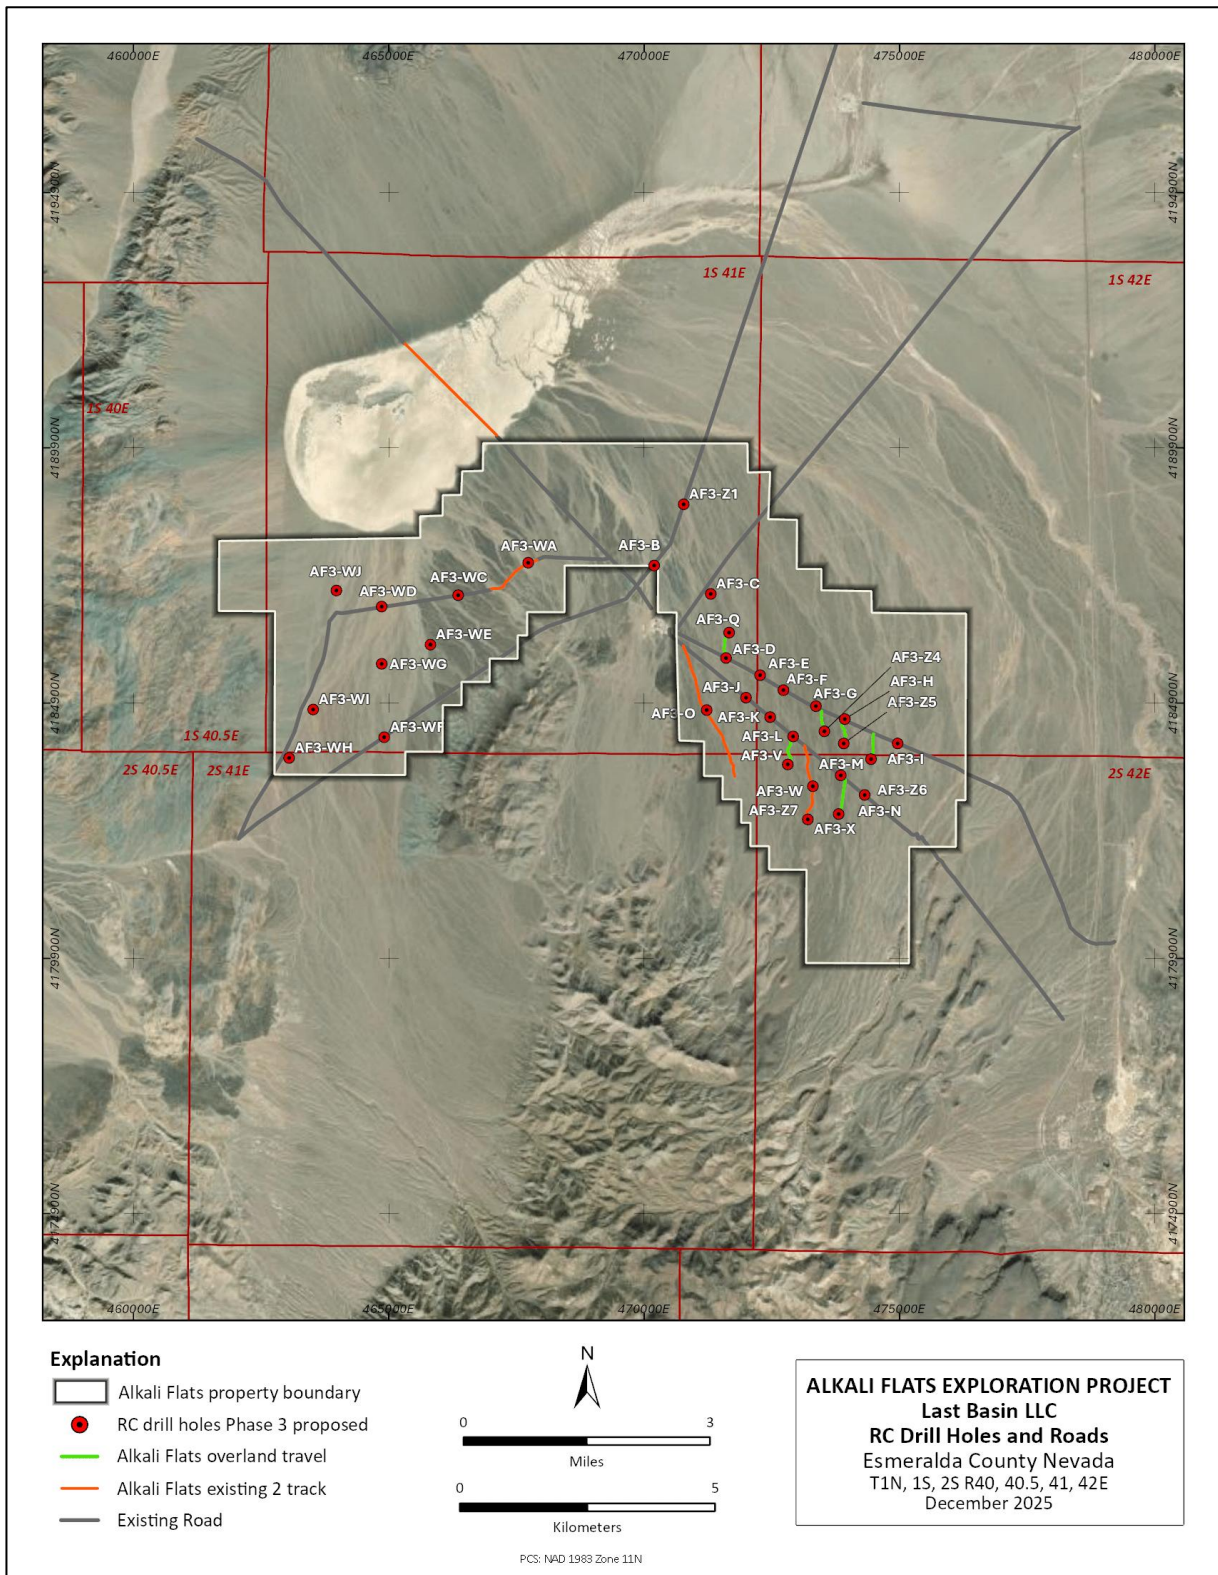 460000E
465000E
470000E
475000E
480000E
4194900N
4194900N
1S 41E
1S 42E
1S 40E
4189900N
4189900N
AF3-Z1
AF3-WA
AF3-B
AF3-WJ
AF3-WD
AF3-WC
AF3-C
AF3-Q
AF3-WE
AF3-D
AF3-Z4
AF3-WG
AF3-E
AF3-H
AF3-F
AF3-J
AF3-G
AF3-Z5
4184900N
AF3-WI
AF3-O
AF3-K
4184900N
AF3-WF
AF3-L
1S 40.5E
AF3-WH
AF3-V
AF3-M
AF3-I
2S 40.5E
2S 41E
2S 42E
AF3-W
AF3-Z6
AF3-Z7
AF3-N
AF3-X
4179900N
4179900N
4174900N
4174900N
460000E
465000E
470000E
475000E
480000E
Explanation
Alkali Flats property boundary
RC drill holes Phase 3 proposed
Alkali Flats overland travel
Alkali Flats existing 2 track
Existing Road
N
0
3
Miles
0
5
Kilometers
PCS: NAD 1983 Zone 11N
ALKALI FLATS EXPLORATION PROJECT
Last Basin LLC
RC Drill Holes and Roads
Esmeralda County Nevada
T1N, 1S, 2S R40, 40.5, 41, 42E
December 2025